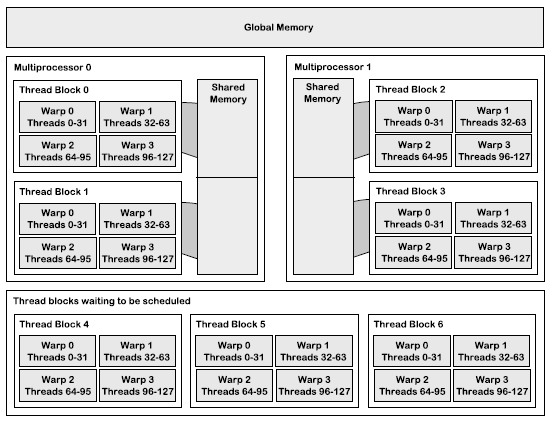 Global Memory
Multiprocessor 0
Thread Block 0
Warp 0
Threads 0-31
Warp 1
Threads 32-63
Warp 2
Threads 64-95
Warp 3
Threads 96-127
Thread Block 1
Warp 0
Threads 0-31
Warp 1
Threads 32-63
Warp 2
Threads 64-95
Warp 3
Threads 96-127
Shared
Memory
Multiprocessor 1
Shared
Memory
Thread Block 2
Warp 0
Threads 0-31
Warp 1
Threads 32-63
Warp 2
Threads 64-95
Warp 3
Threads 96-127
Thread Block 3
Warp 0
Threads 0-31
Warp 1
Threads 32-63
Warp 2
Threads 64-95
Warp 3
Threads 96-127
Thread blocks waiting to be scheduled
Thread Block 4
Warp 0
Threads 0-31
Warp 1
Threads 32-63
Warp 2
Threads 64-95
Warp 3
Threads 96-127
Thread Block 5
Warp 0
Threads 0-31
Warp 1
Threads 32-63
Warp 2
Threads 64-95
Warp 3
Threads 96-127
Thread Block 6
Warp 0
Threads 0-31
Warp 1
Threads 32-63
Warp 2
Threads 64-95
Warp 3
Threads 96-127